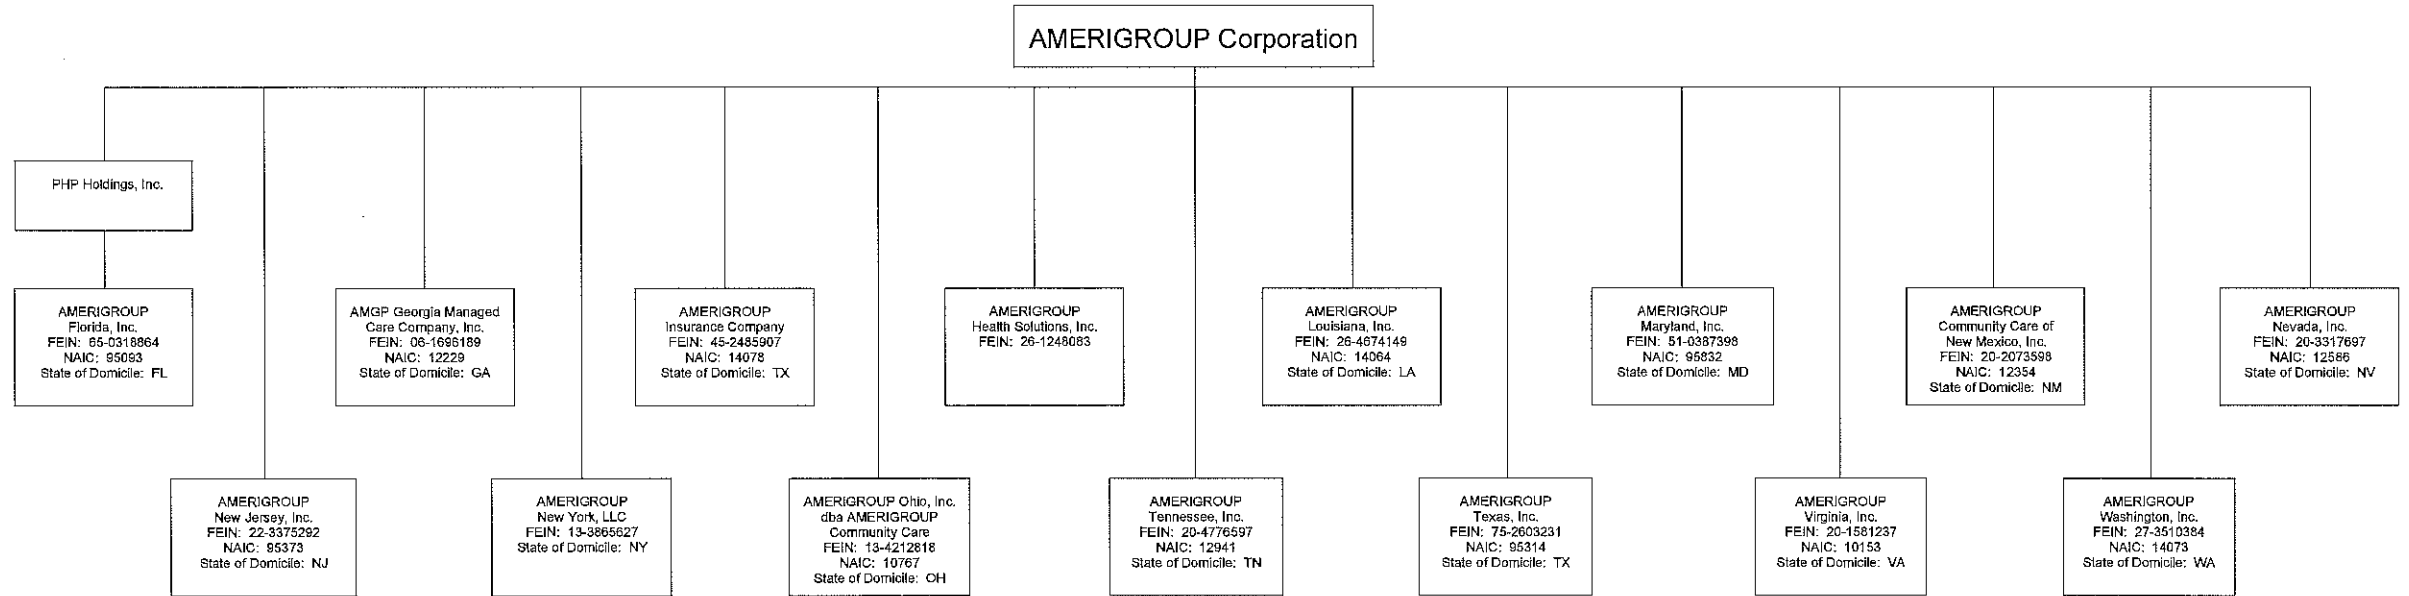 AMERIGROUP Corporation
PHP Holdings, Inc.
AMERIGROUP
Florida, Inc.
FEIN: 65-0318864
NAIC: 95093
State of Domicile: FL
AMGP Georgia Managed
Care Company, Inc.
FEIN: 06-1696189
NAIC: 12229
State of Domicile: GA
AMERIGROUP
Insurance Company
FEIN: 45-2485907
NAIC: 14078
State of Domicile: TX
AMERIGROUP
Health Solutions, Inc.
FEIN: 26-1248083
AMERIGROUP
Louisiana, Inc.
FEIN: 26-4674149
NAIC: 14064
State of Domicile: LA
AMERIGROUP
Maryland, Inc.
FEIN: 51-0387398
NAIC: 95832
State of Domicile: MD
AMERIGROUP
Community Care of
New Mexico, Inc.
FEIN: 20-2073598
NAIC: 12354
State of Domicile: NM
AMERIGROUP
Nevada, Inc.
FEIN: 20-3317697
NAIC: 12586
State of Domicile: NV
AMERIGROUP
New Jersey, Inc.
FEIN: 22-3375292
NAIC: 95373
State of Domicile: NJ
AMERIGROUP
New York, LLC
FEIN: 13-3865627
State of Domicile: NY
AMERIGROUP Ohio, Inc.
dba AMERIGROUP
Community Care
FEIN: 13-4212818
NAIC: 10767
State of Domicile: OH
AMERIGROUP
Tennessee, Inc.
FEIN: 20-4776597
NAIC: 12941
State of Domicile: TN
AMERIGROUP
Texas, Inc.
FEIN: 75-2603231
NAIC: 95314
State of Domicile: TX
AMERIGROUP
Virginia, Inc.
FEIN: 20-1581237
NAIC: 10153
State of Domicile: VA
AMERIGROUP
Washington, Inc.
FEIN: 27-3510384
NAIC: 14073
State of Domicile: WA